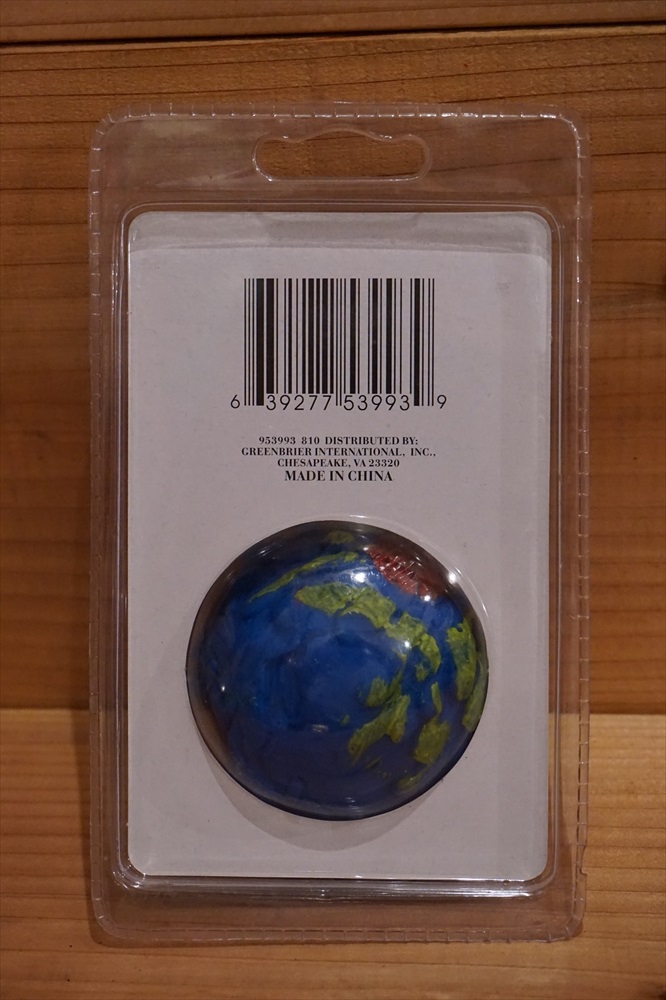 6 39277 53993 9
953993 810 DISTRIBUTED BY:
GREENBRIER INTERNATIONAL, INC.,
CHESAPEAKE, VA 23320
MADE IN CHINA